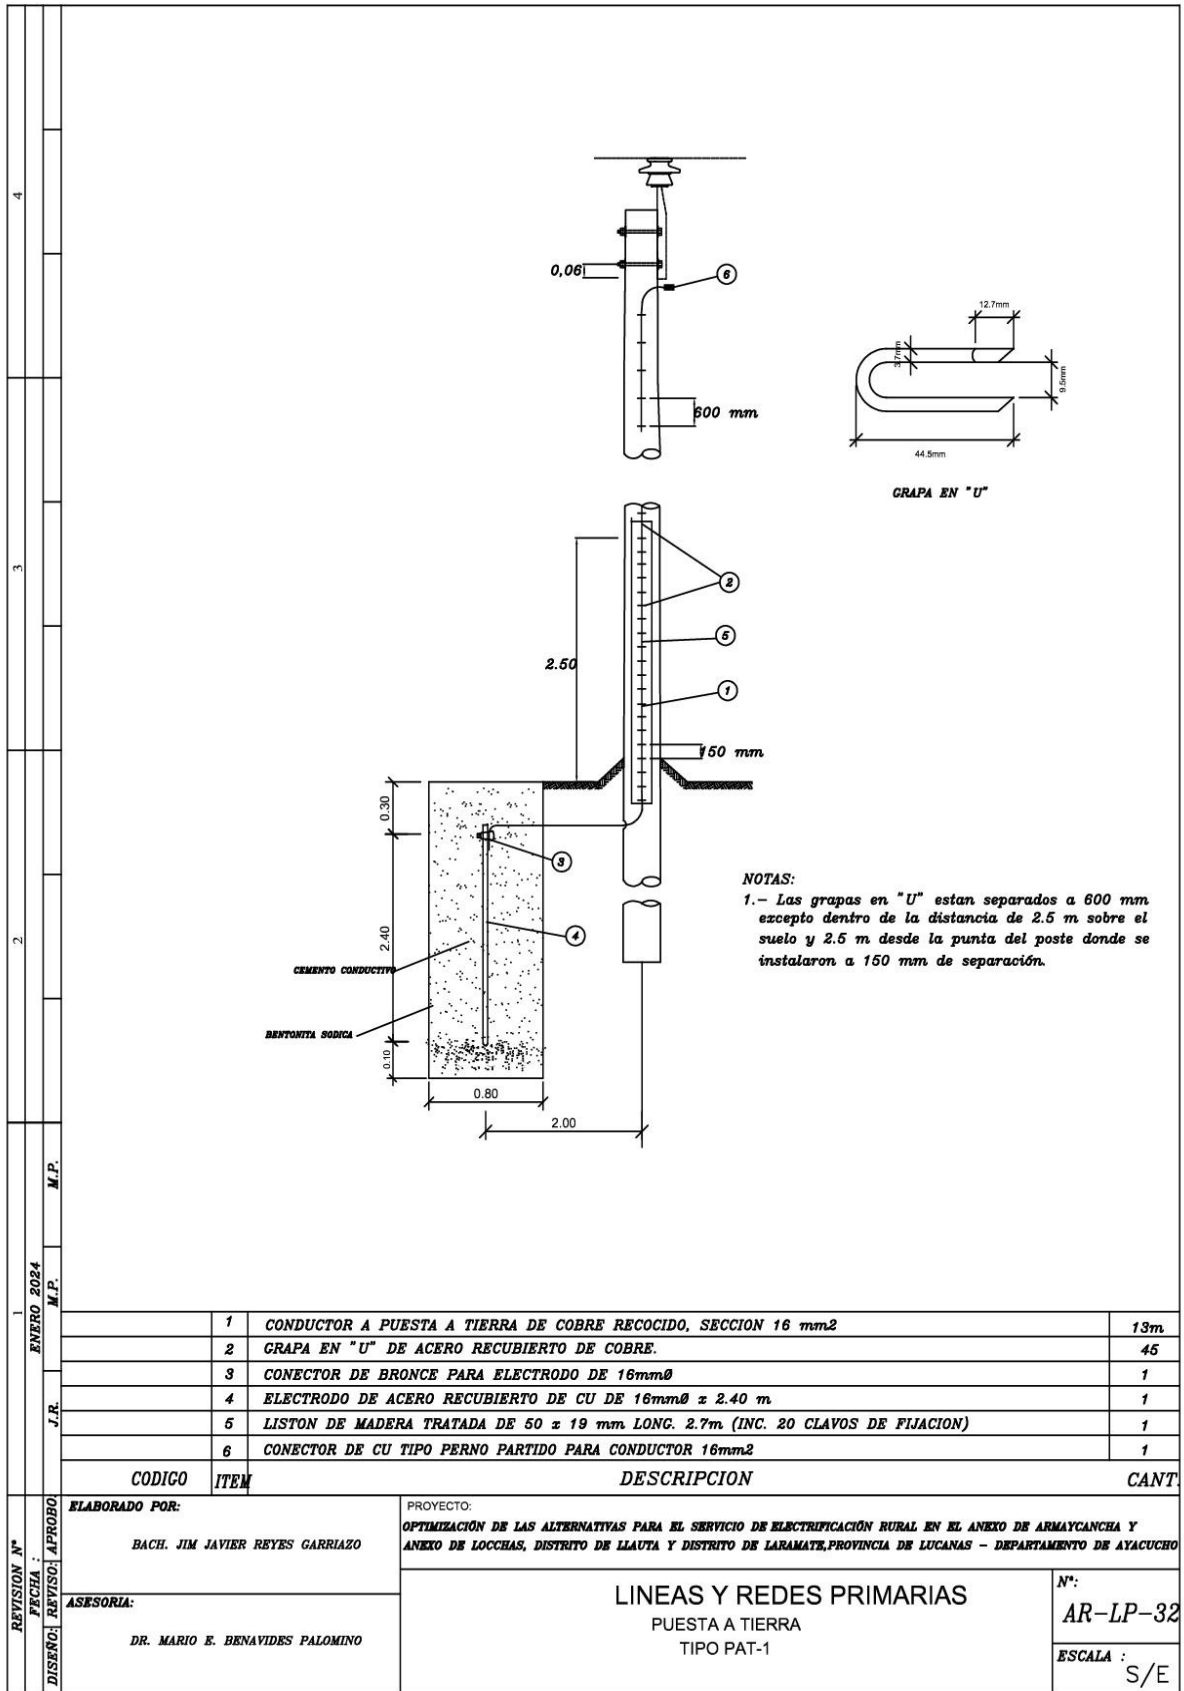 0,06
6
600 mm
12.7mm
3.7mm
9.5mm
44.5mm
GRAPA EN "U"
2
5
2.50
1
150 mm
0.30
3
4
2.40
CEMENTO CONDUCTIVO
BENTONITA SODICA
0.10
0.80
2.00
NOTAS:
1.- Las grapas en "U" estan separados a 600 mm
excepto dentro de la distancia de 2.5 m sobre el
suelo y 2.5 m desde la punta del poste donde se
instalaron a 150 mm de separación.
1 CONDUCTOR A PUESTA A TIERRA DE COBRE RECOCIDO, SECCION 16 mm2 13m
2 GRAPA EN "U" DE ACERO RECUBIERTO DE COBRE. 45
3 CONECTOR DE BRONCE PARA ELECTRODO DE 16mmØ 1
4 ELECTRODO DE ACERO RECUBIERTO DE CU DE 16mmØ x 2.40 m 1
5 LISTON DE MADERA TRATADA DE 50 x 19 mm LONG. 2.7m (INC. 20 CLAVOS DE FIJACION) 1
6 CONECTOR DE CU TIPO PERNO PARTIDO PARA CONDUCTOR 16mm2 1
CODIGO ITEM DESCRIPCION CANT.
ELABORADO POR:
BACH. JIM JAVIER REYES GARRIAZO
ASESORIA:
DR. MARIO E. BENAVIDES PALOMINO
PROYECTO:
OPTIMIZACIÓN DE LAS ALTERNATIVAS PARA EL SERVICIO DE ELECTRIFICACIÓN RURAL EN EL ANEXO DE ARMAYCANCHA Y
ANEXO DE LOCCHAS, DISTRITO DE LLAUTA Y DISTRITO DE LARAMATE,PROVINCIA DE LUCANAS - DEPARTAMENTO DE AYACUCHO
LINEAS Y REDES PRIMARIAS
PUESTA A TIERRA
TIPO PAT-1
N°:
AR-LP-32
ESCALA :
S/E
REVISION N° 1 2 3 4
FECHA : ENERO 2024
DISEÑO: REVISO: APROBO:
J.R. M.P. M.P.